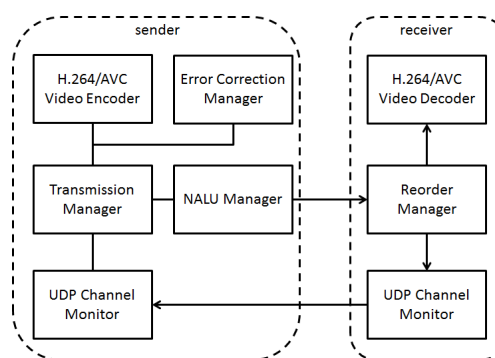 sender
receiver
H.264/AVC
Video Encoder
Error Correction
Manager
H.264/AVC
Video Decoder
Transmission
Manager
NALU Manager
Reorder
Manager
UDP Channel
Monitor
UDP Channel
Monitor